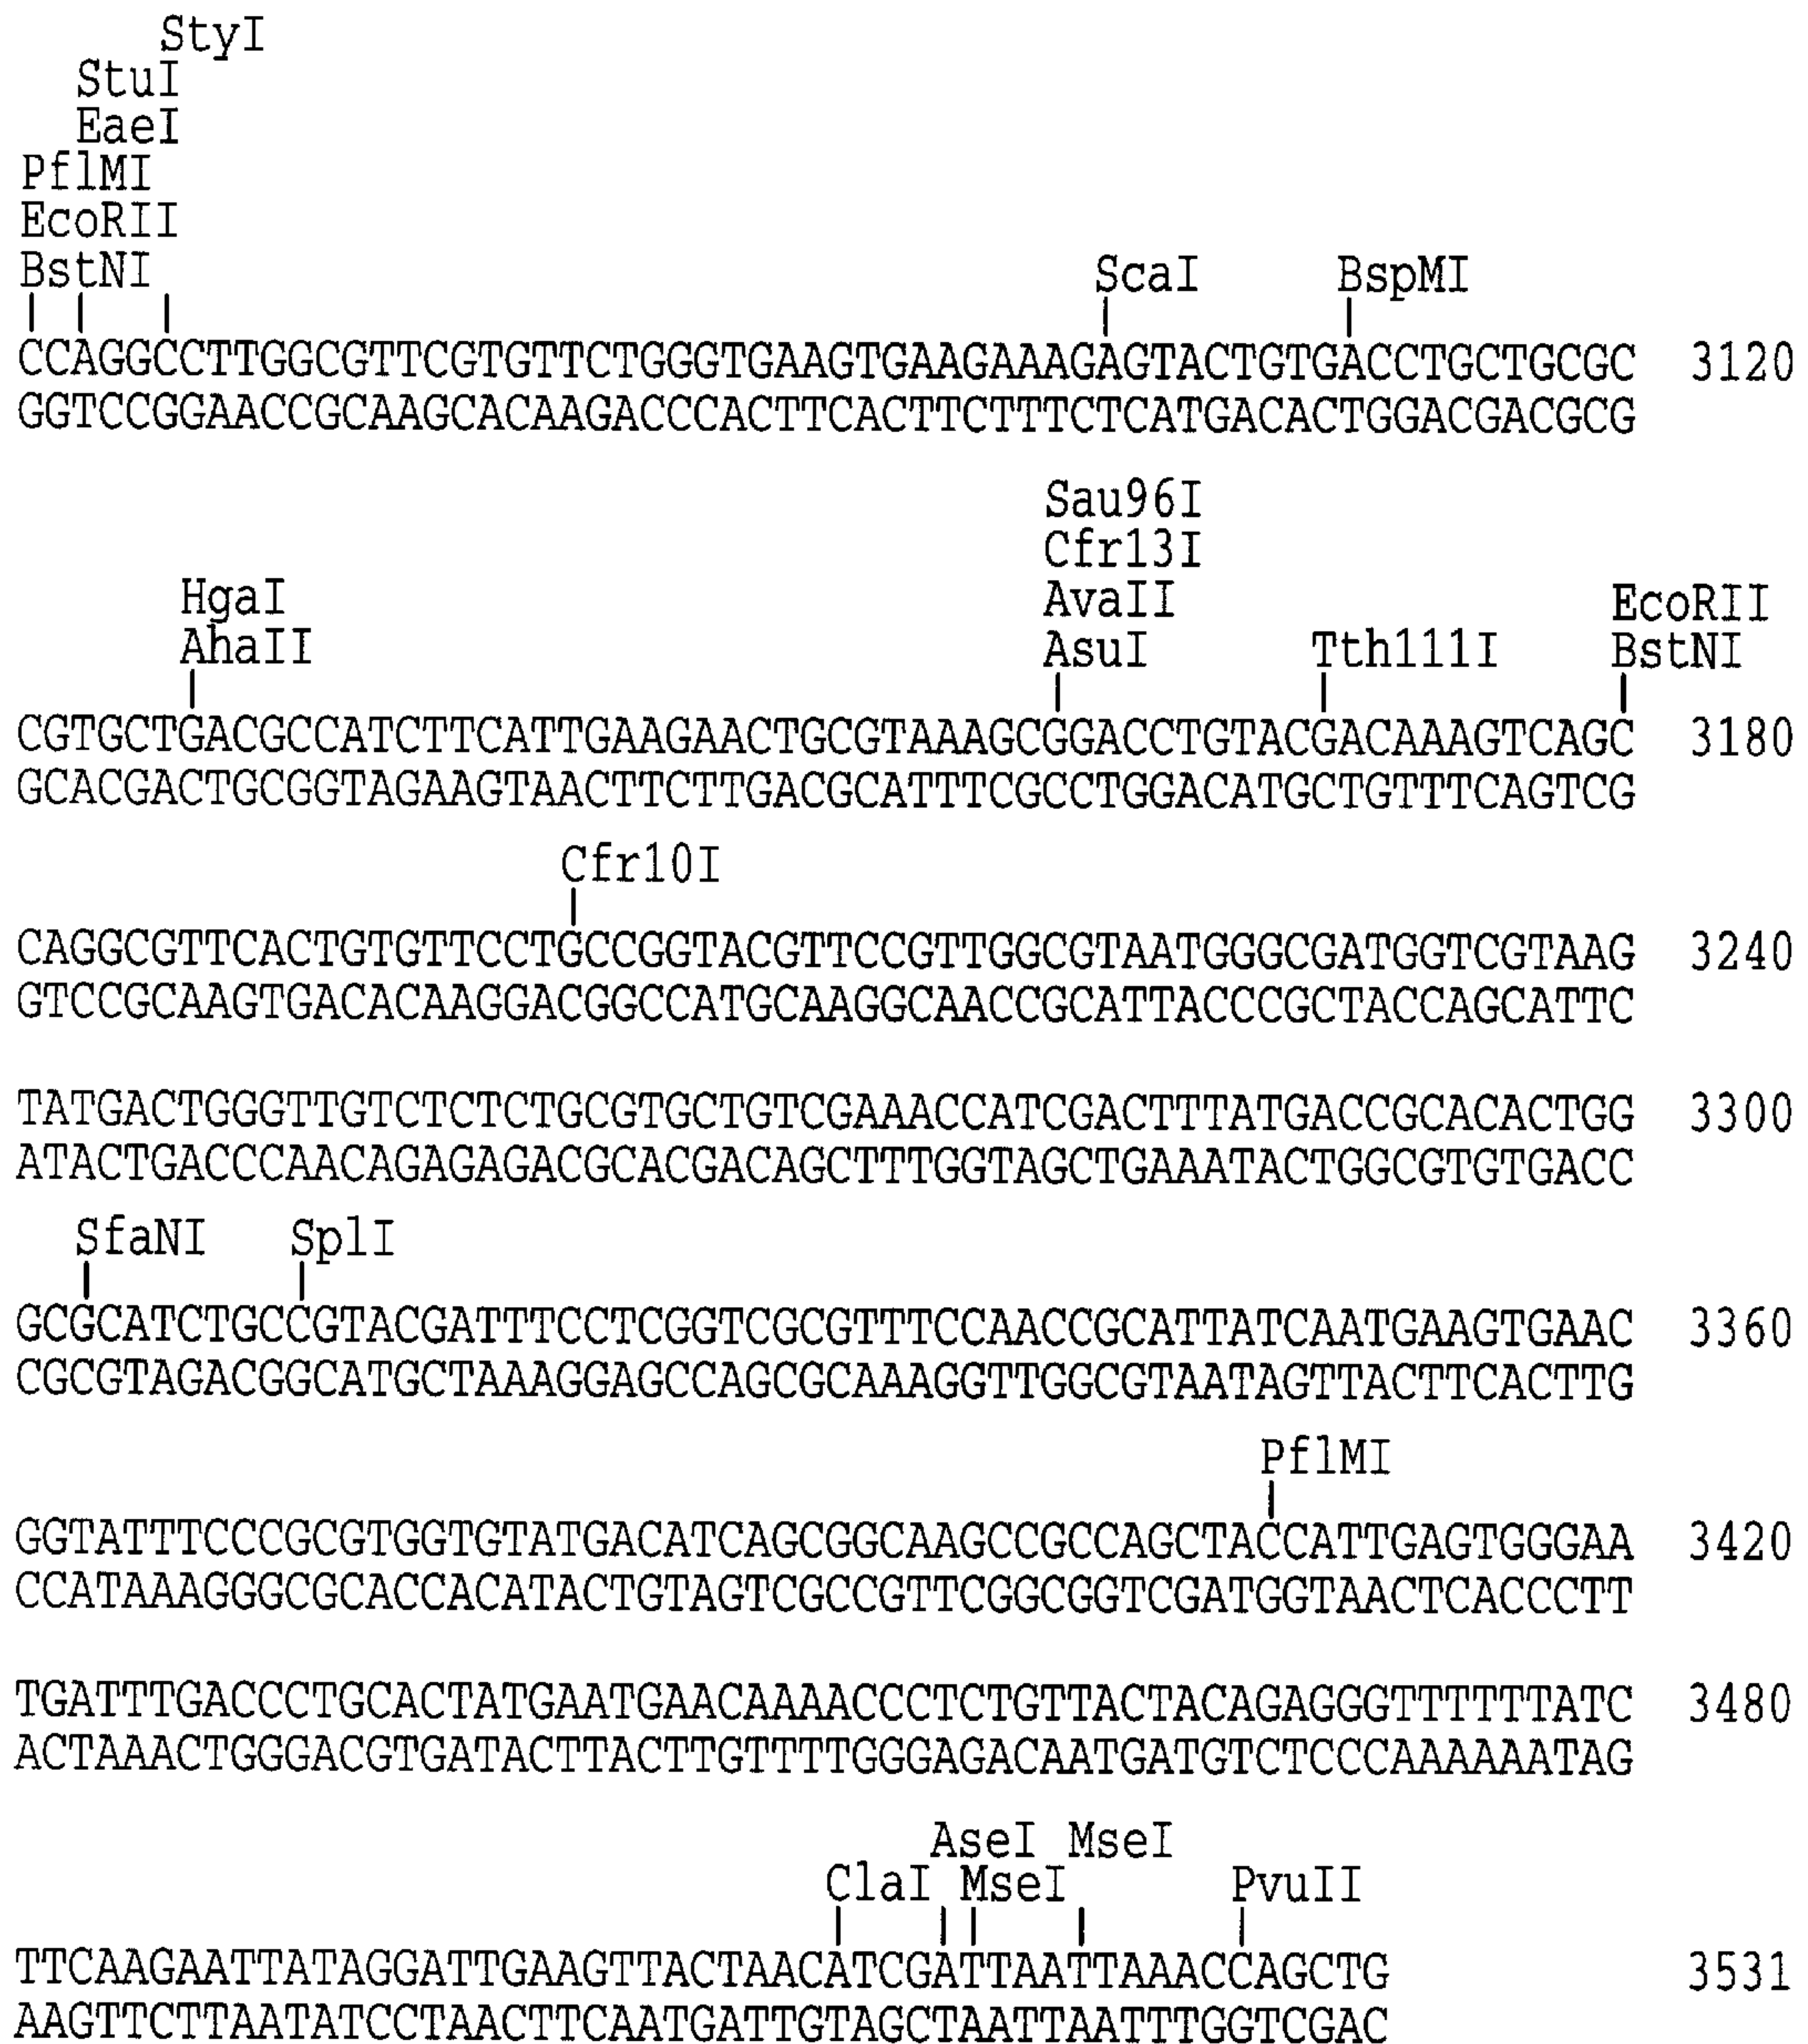 StyI
StuI
EaeI
PflMI
EcoRII
BstNI ScaI BspMI
CCAGGCCTTGGCGTTCGTGTTCTGGGTGAAGTGAAGAAAGAGTACTGTGACCTGCTGCGC 3120
GGTCCGGAACCGCAAGCACAAGACCCACTTCACTTCTTTCTCATGACACTGGACGACGCG
Sau96I
Cfr13I
HgaI AvaII EcoRII
AhaII AsuI Tth111I BstNI
CGTGCTGACGCCATCTTCATTGAAGAACTGCGTAAAGCGGACCTGTACGACAAAGTCAGC 3180
GCACGACTGCGGTAGAAGTAACTTCTTGACGCATTTCGCCTGGACATGCTGTTTCAGTCG
Cfr10I
CAGGCGTTCACTGTGTTCCTGCCGGTACGTTCCGTTGGCGTAATGGGCGATGGTCGTAAG 3240
GTCCGCAAGTGACACAAGGACGGCCATGCAAGGCAACCGCATTACCCGCTACCAGCATTC
TATGACTGGGTTGTCTCTCTGCGTGCTGTCGAAACCATCGACTTTATGACCGCACACTGG 3300
ATACTGACCCAACAGAGAGACGCACGACAGCTTTGGTAGCTGAAATACTGGCGTGTGACC
SfaNI SplI
GCGCATCTGCCGTACGATTTCCTCGGTCGCGTTTCCAACCGCATTATCAATGAAGTGAAC 3360
CGCGTAGACGGCATGCTAAAGGAGCCAGCGCAAAGGTTGGCGTAATAGTTACTTCACTTG
PflMI
GGTATTTCCCGCGTGGTGTATGACATCAGCGGCAAGCCGCCAGCTACCATTGAGTGGGAA 3420
CCATAAAGGGCGCACCACATACTGTAGTCGCCGTTCGGCGGTCGATGGTAACTCACCCTT
TGATTTGACCCTGCACTATGAATGAACAAAACCCTCTGTTACTACAGAGGGTTTTTTATC 3480
ACTAAACTGGGACGTGATACTTACTTGTTTTGGGAGACAATGATGTCTCCCAAAAAATAG
AseI MseI
ClaI MseI PvuII
TTCAAGAATTATAGGATTGAAGTTACTAACATCGATTAATTAAACCAGCTG 3531
AAGTTCTTAATATCCTAACTTCAATGATTGTAGCTAATTAATTTGGTCGAC